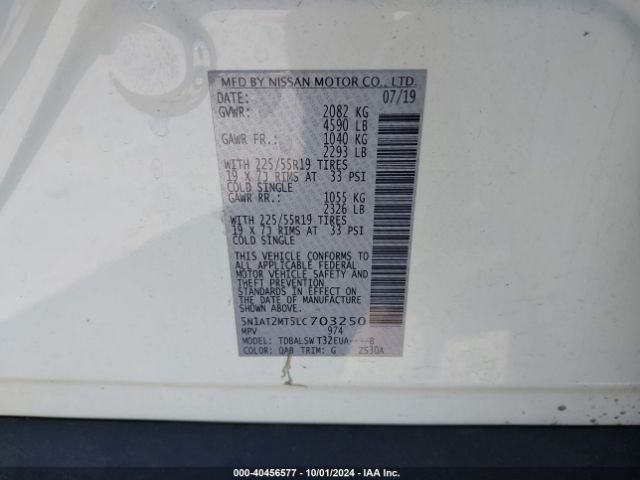 MFD BY NISSAN MOTOR CO., LTD.
DATE: 07/19
GVWR: 2082 KG
4590 LB
GAWR FR.: 1040 KG
2293 LB
WITH 225/55R19 TIRES
19 X 7J RIMS AT 33 PSI
COLD SINGLE
GAWR RR.: 1055 KG
2326 LB
WITH 225/55R19 TIRES
19 X 7J RIMS AT 33 PSI
COLD SINGLE
THIS VEHICLE CONFORMS TO
ALL APPLICABLE FEDERAL
MOTOR VEHICLE SAFETY AND
THEFT PREVENTION
STANDARDS IN EFFECT ON
THE DATE OF MANUFACTURE
SHOWN ABOVE.
5N1AT2MT5LC703250
MPV 974
MODEL: TDBALSW T32EUA----B
COLOR: QAB TRIM: G ZS30A
000-40456577 - 10/01/2024 - IAA Inc.